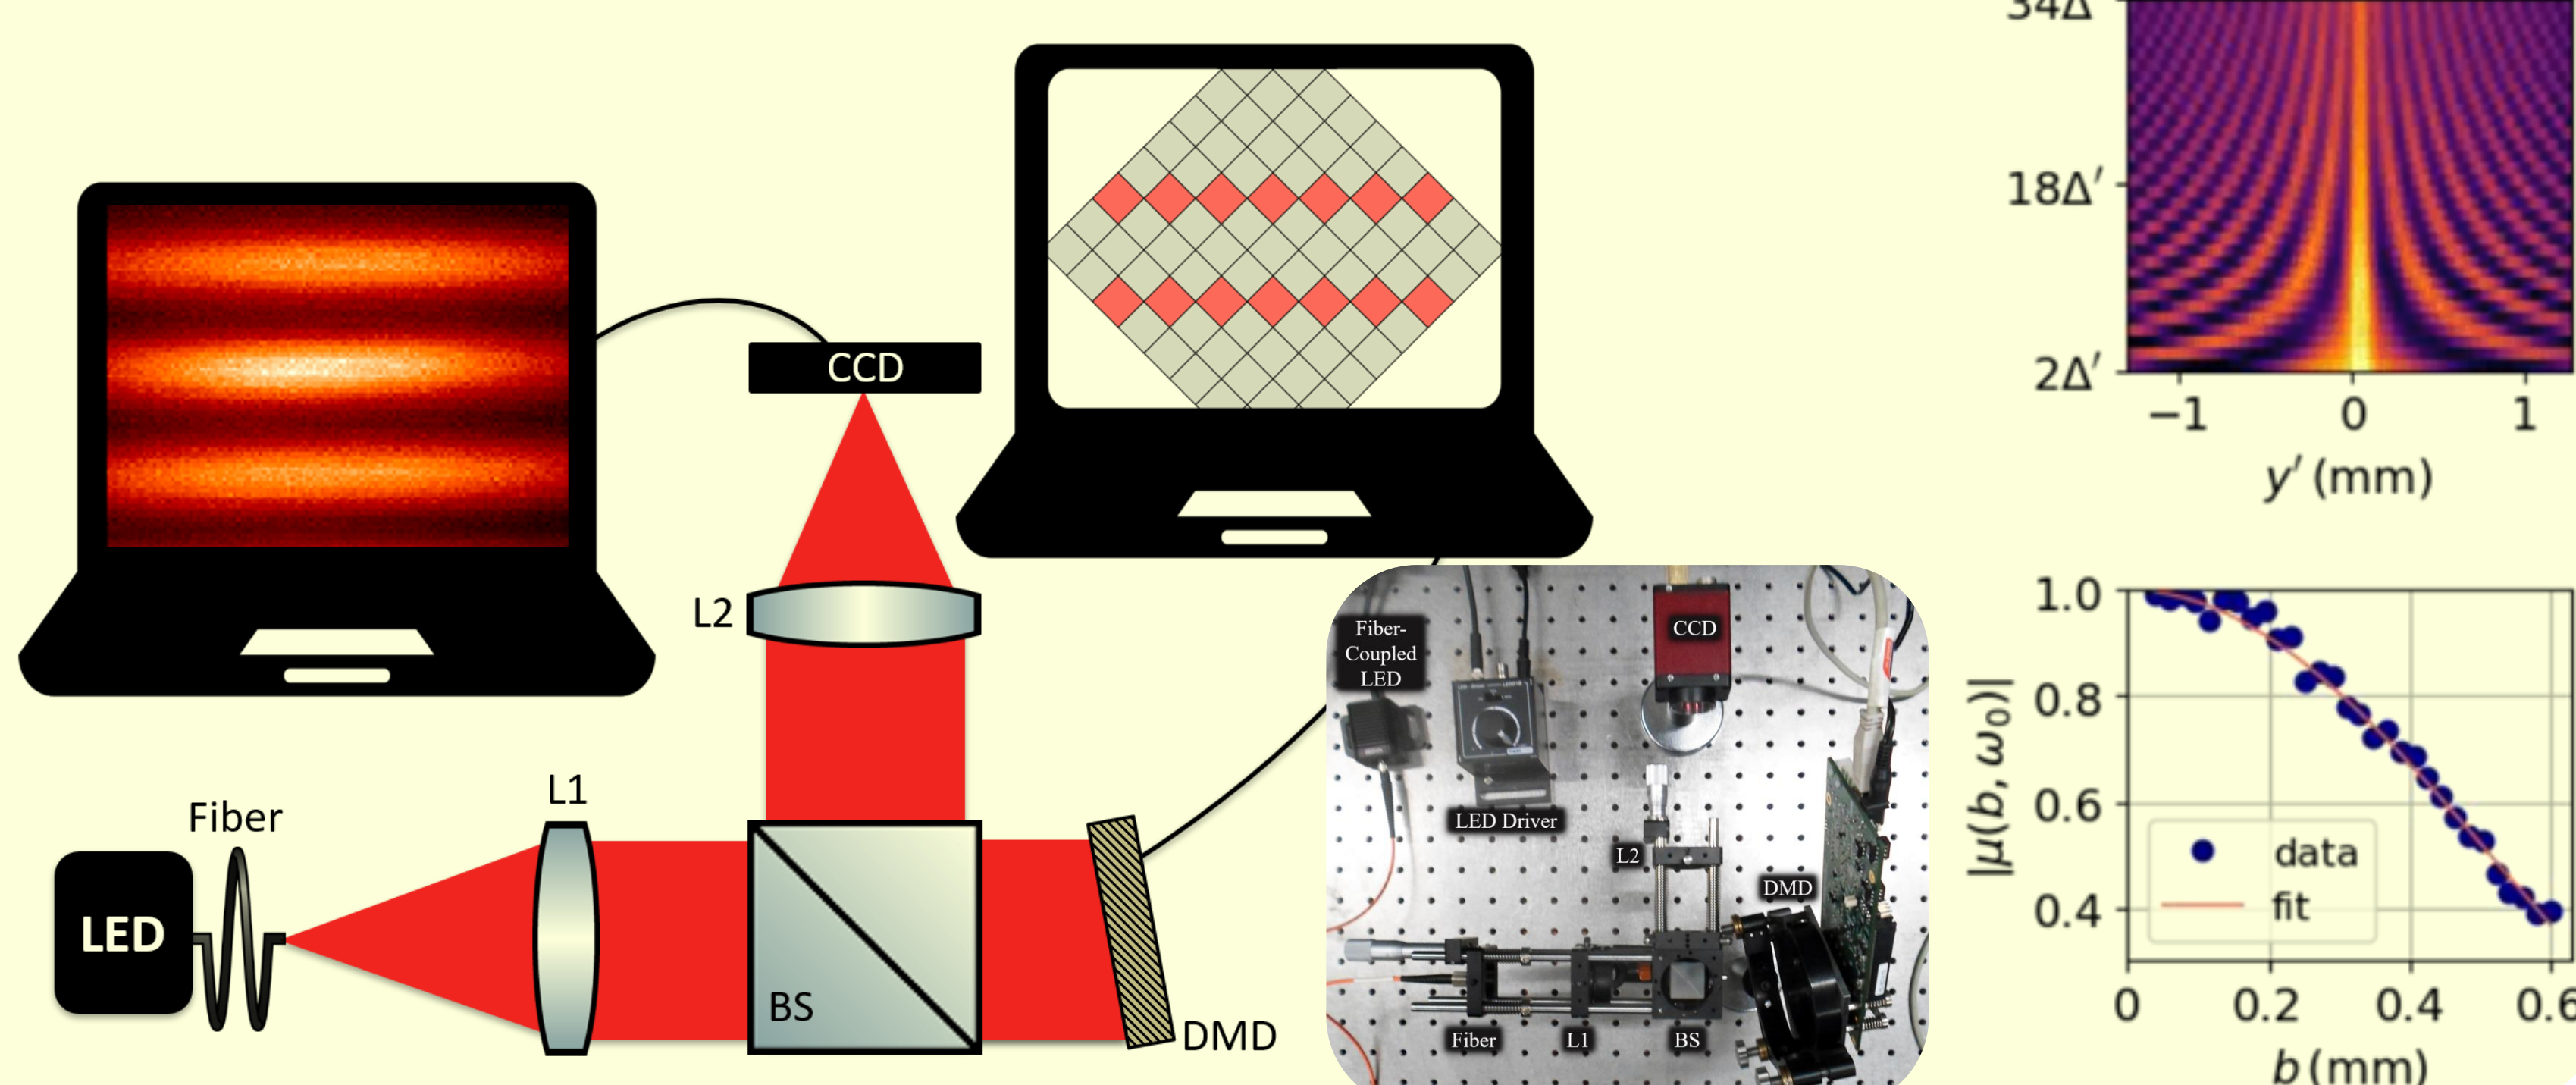 CCD
L2
L1
Fiber
LED
BS
DMD
Fiber-
Coupled
LED
CCD
LED Driver
L2
DMD
Fiber
L1
BS
34Δ′
18Δ′
2Δ′
−1 0 1
y′ (mm)
1.0
0.8
0.6
0.4
|μ(b, ω₀)|
data
fit
0 0.2 0.4 0.6
b (mm)